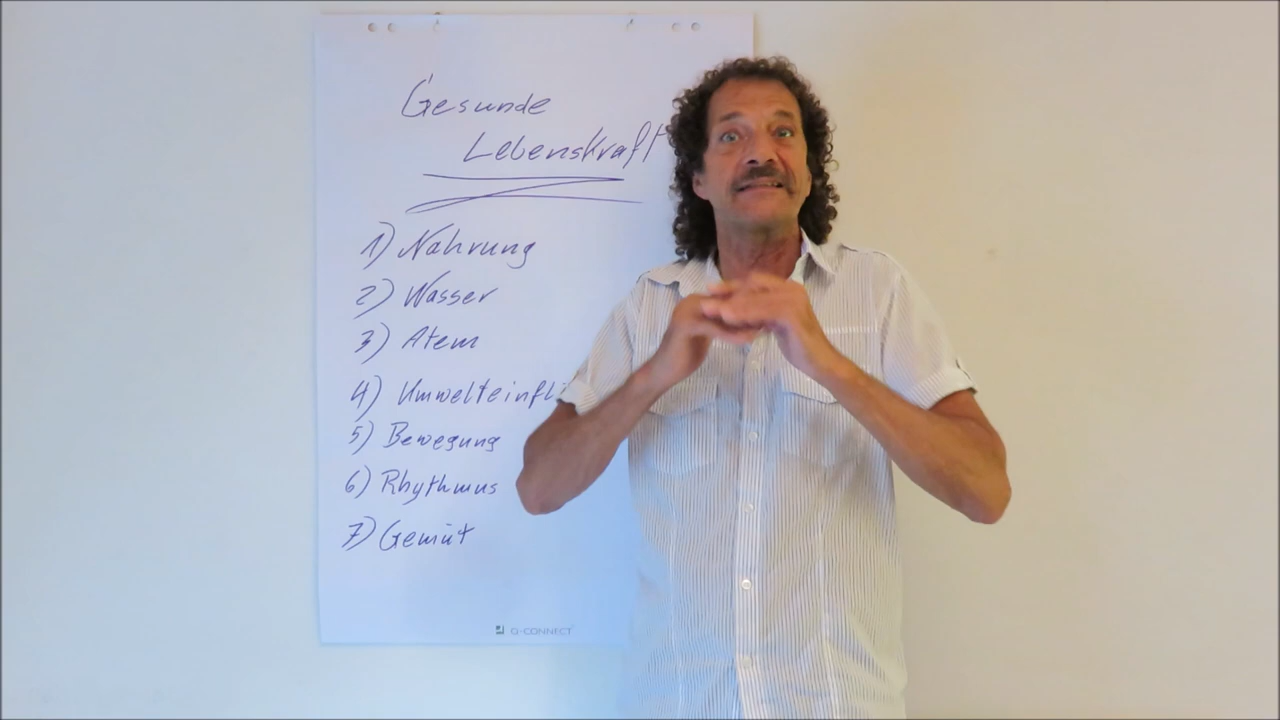 Gesunde
Lebenskraft
1) Nahrung
2) Wasser
3) Atem
4) Umwelteinfl
5) Bewegung
6) Rhythmus
7) Gemüt
Q-CONNECT